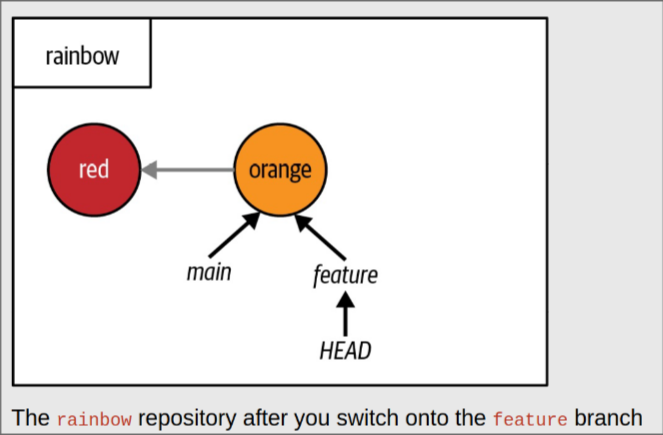 rainbow
red
orange
main
feature
HEAD
The rainbow repository after you switch onto the feature branch